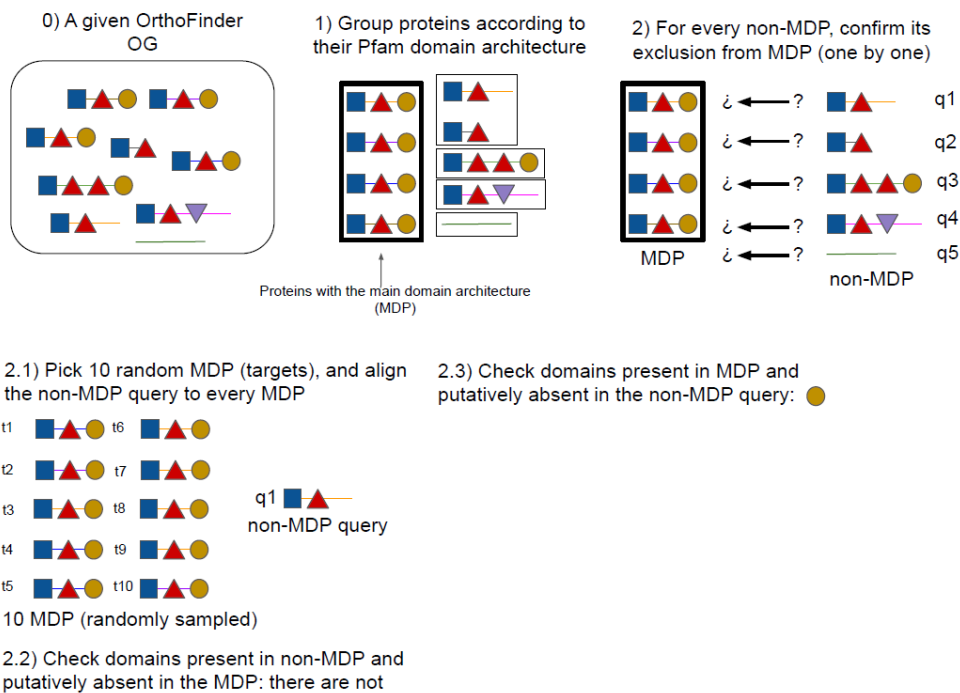 0) A given OrthoFinder
OG
1) Group proteins according to
their Pfam domain architecture
Proteins with the main domain architecture
(MDP)
2) For every non-MDP, confirm its
exclusion from MDP (one by one)
¿ ? q1
¿ ? q2
¿ ? q3
¿ ? q4
¿ ? q5
MDP
non-MDP
2.1) Pick 10 random MDP (targets), and align
the non-MDP query to every MDP
t1 t6
t2 t7
t3 t8
t4 t9
t5 t10
q1
non-MDP query
10 MDP (randomly sampled)
2.2) Check domains present in non-MDP and
putatively absent in the MDP: there are not
2.3) Check domains present in MDP and
putatively absent in the non-MDP query: